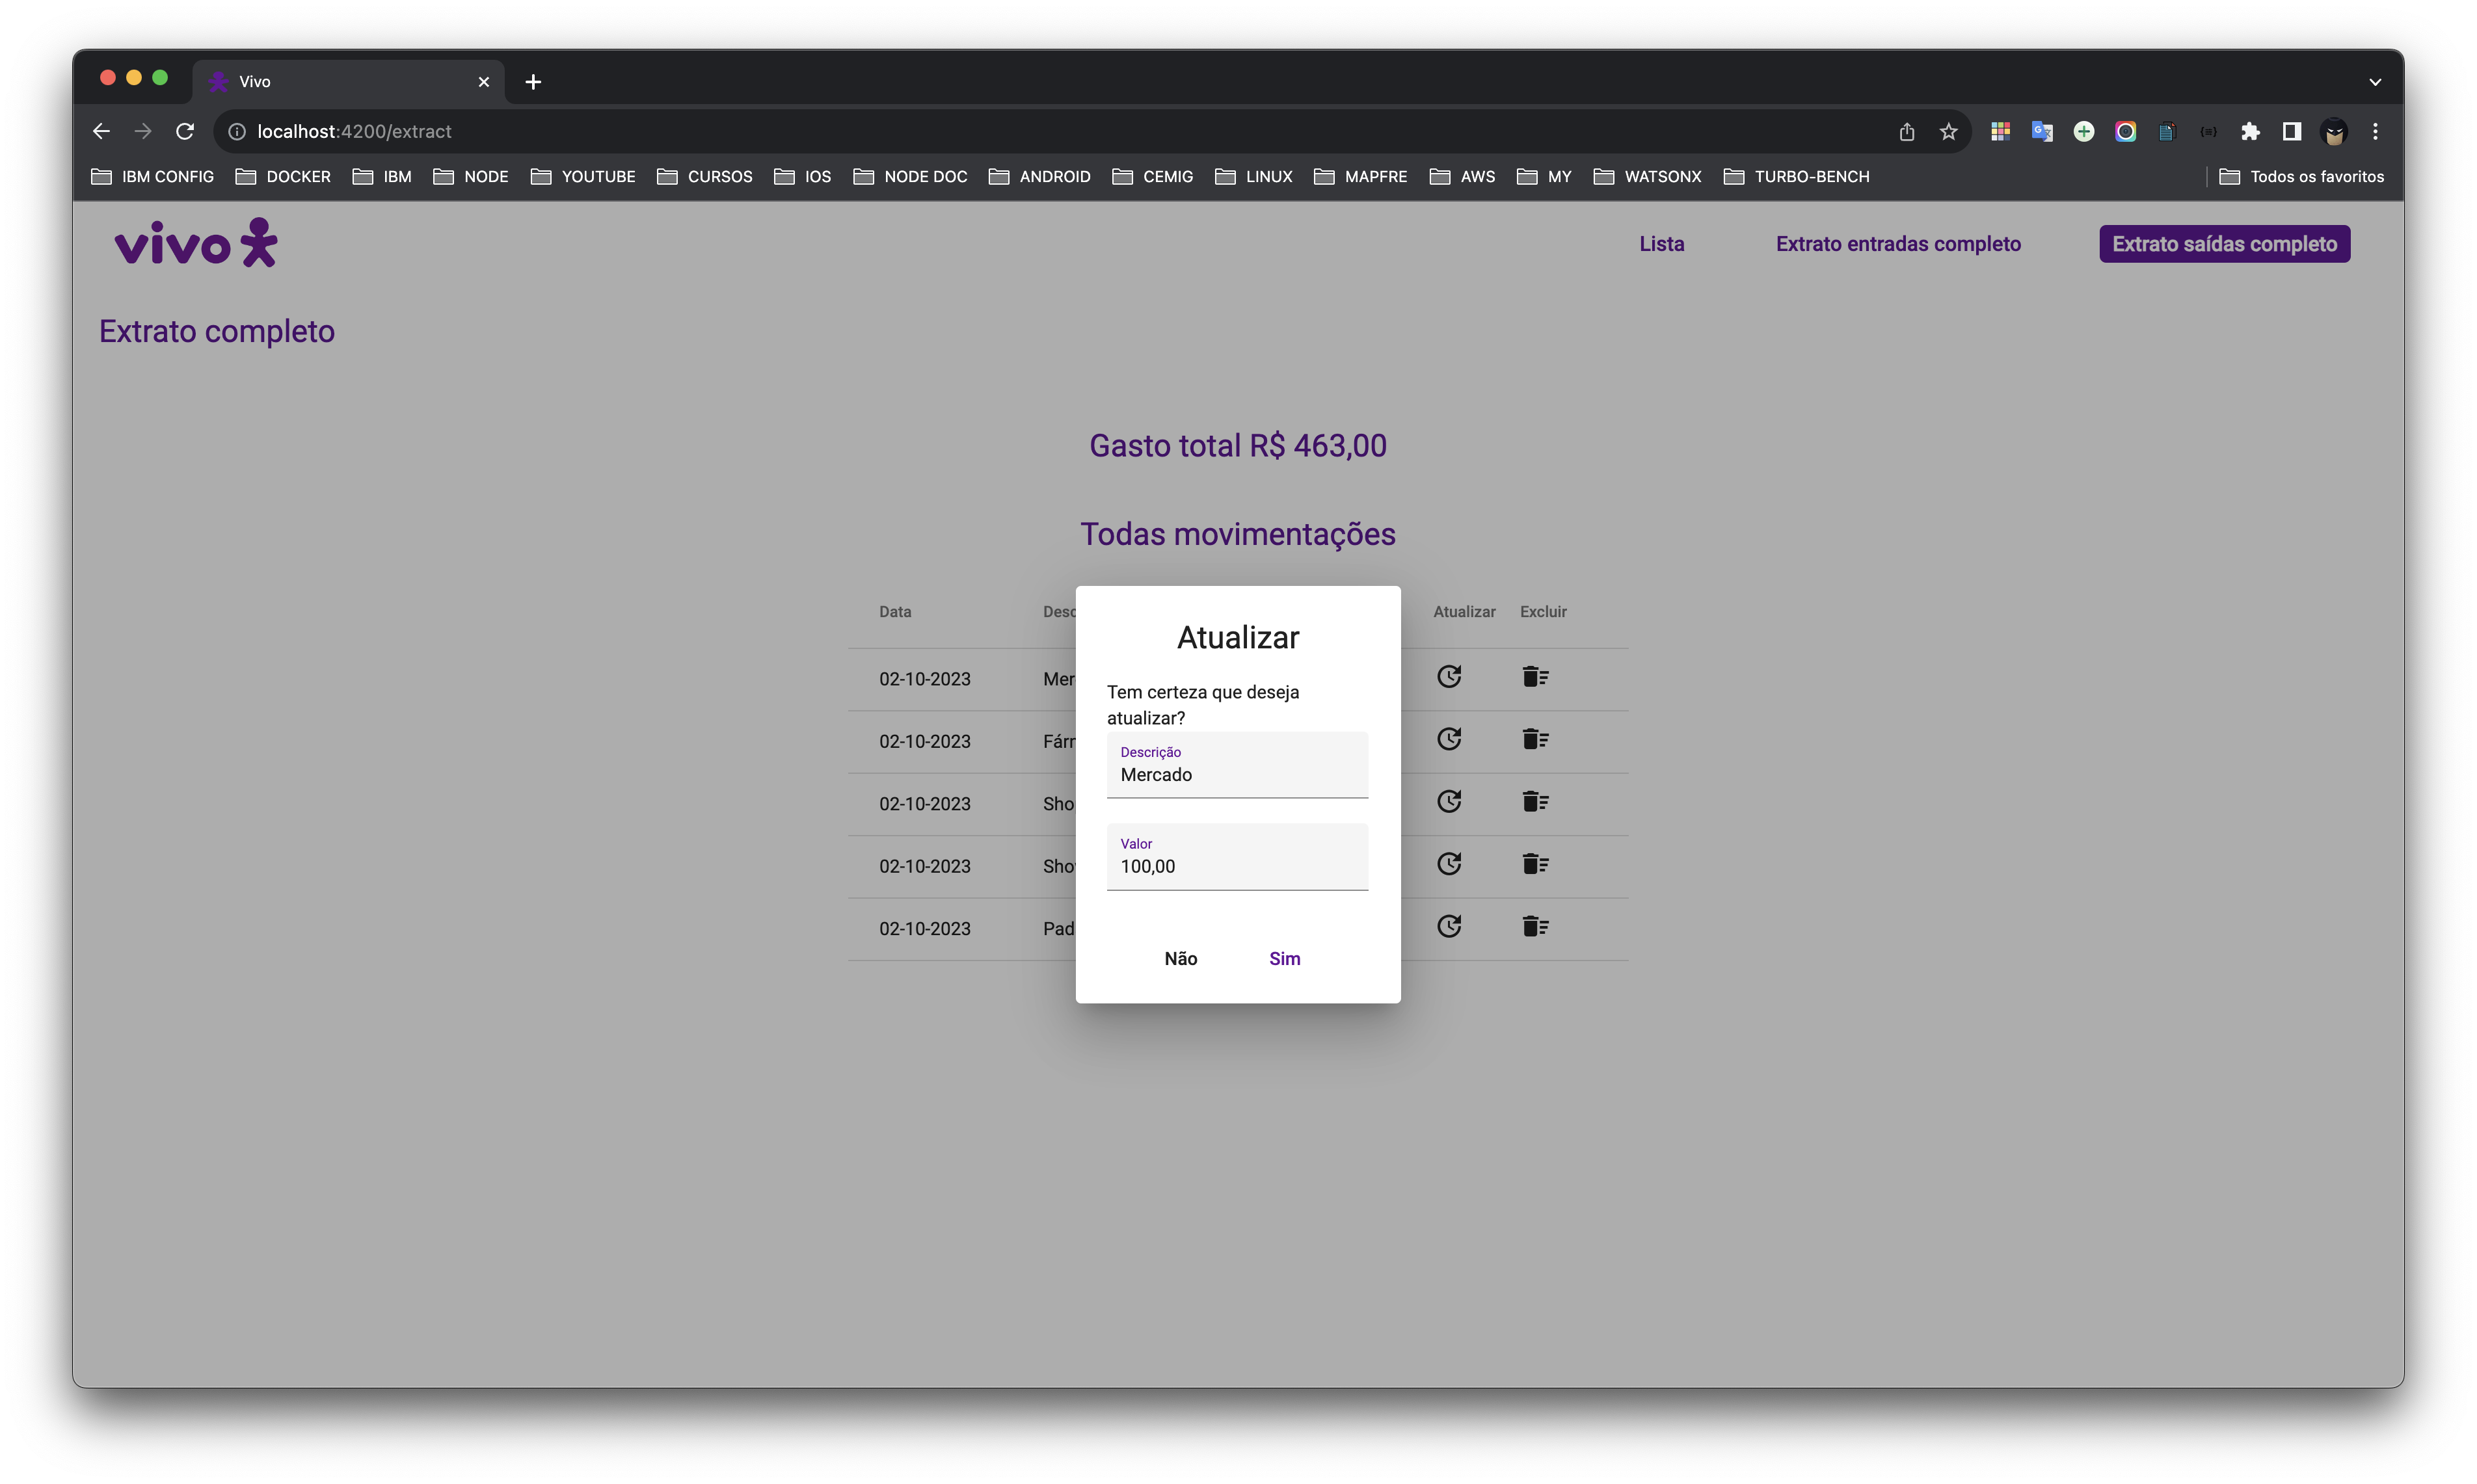 Vivo
localhost:4200/extract
IBM CONFIG DOCKER IBM NODE YOUTUBE CURSOS IOS NODE DOC ANDROID CEMIG LINUX MAPFRE AWS MY WATSONX TURBO-BENCH Todos os favoritos
vivo Lista Extrato entradas completo Extrato saídas completo
Extrato completo
Gasto total R$ 463,00
Todas movimentações
Data Desc Atualizar Excluir
02-10-2023 Mer
02-10-2023 Fárm
02-10-2023 Sho
02-10-2023 Sho
02-10-2023 Pad
Atualizar
Tem certeza que deseja
atualizar?
Descrição
Mercado
Valor
100,00
Não Sim